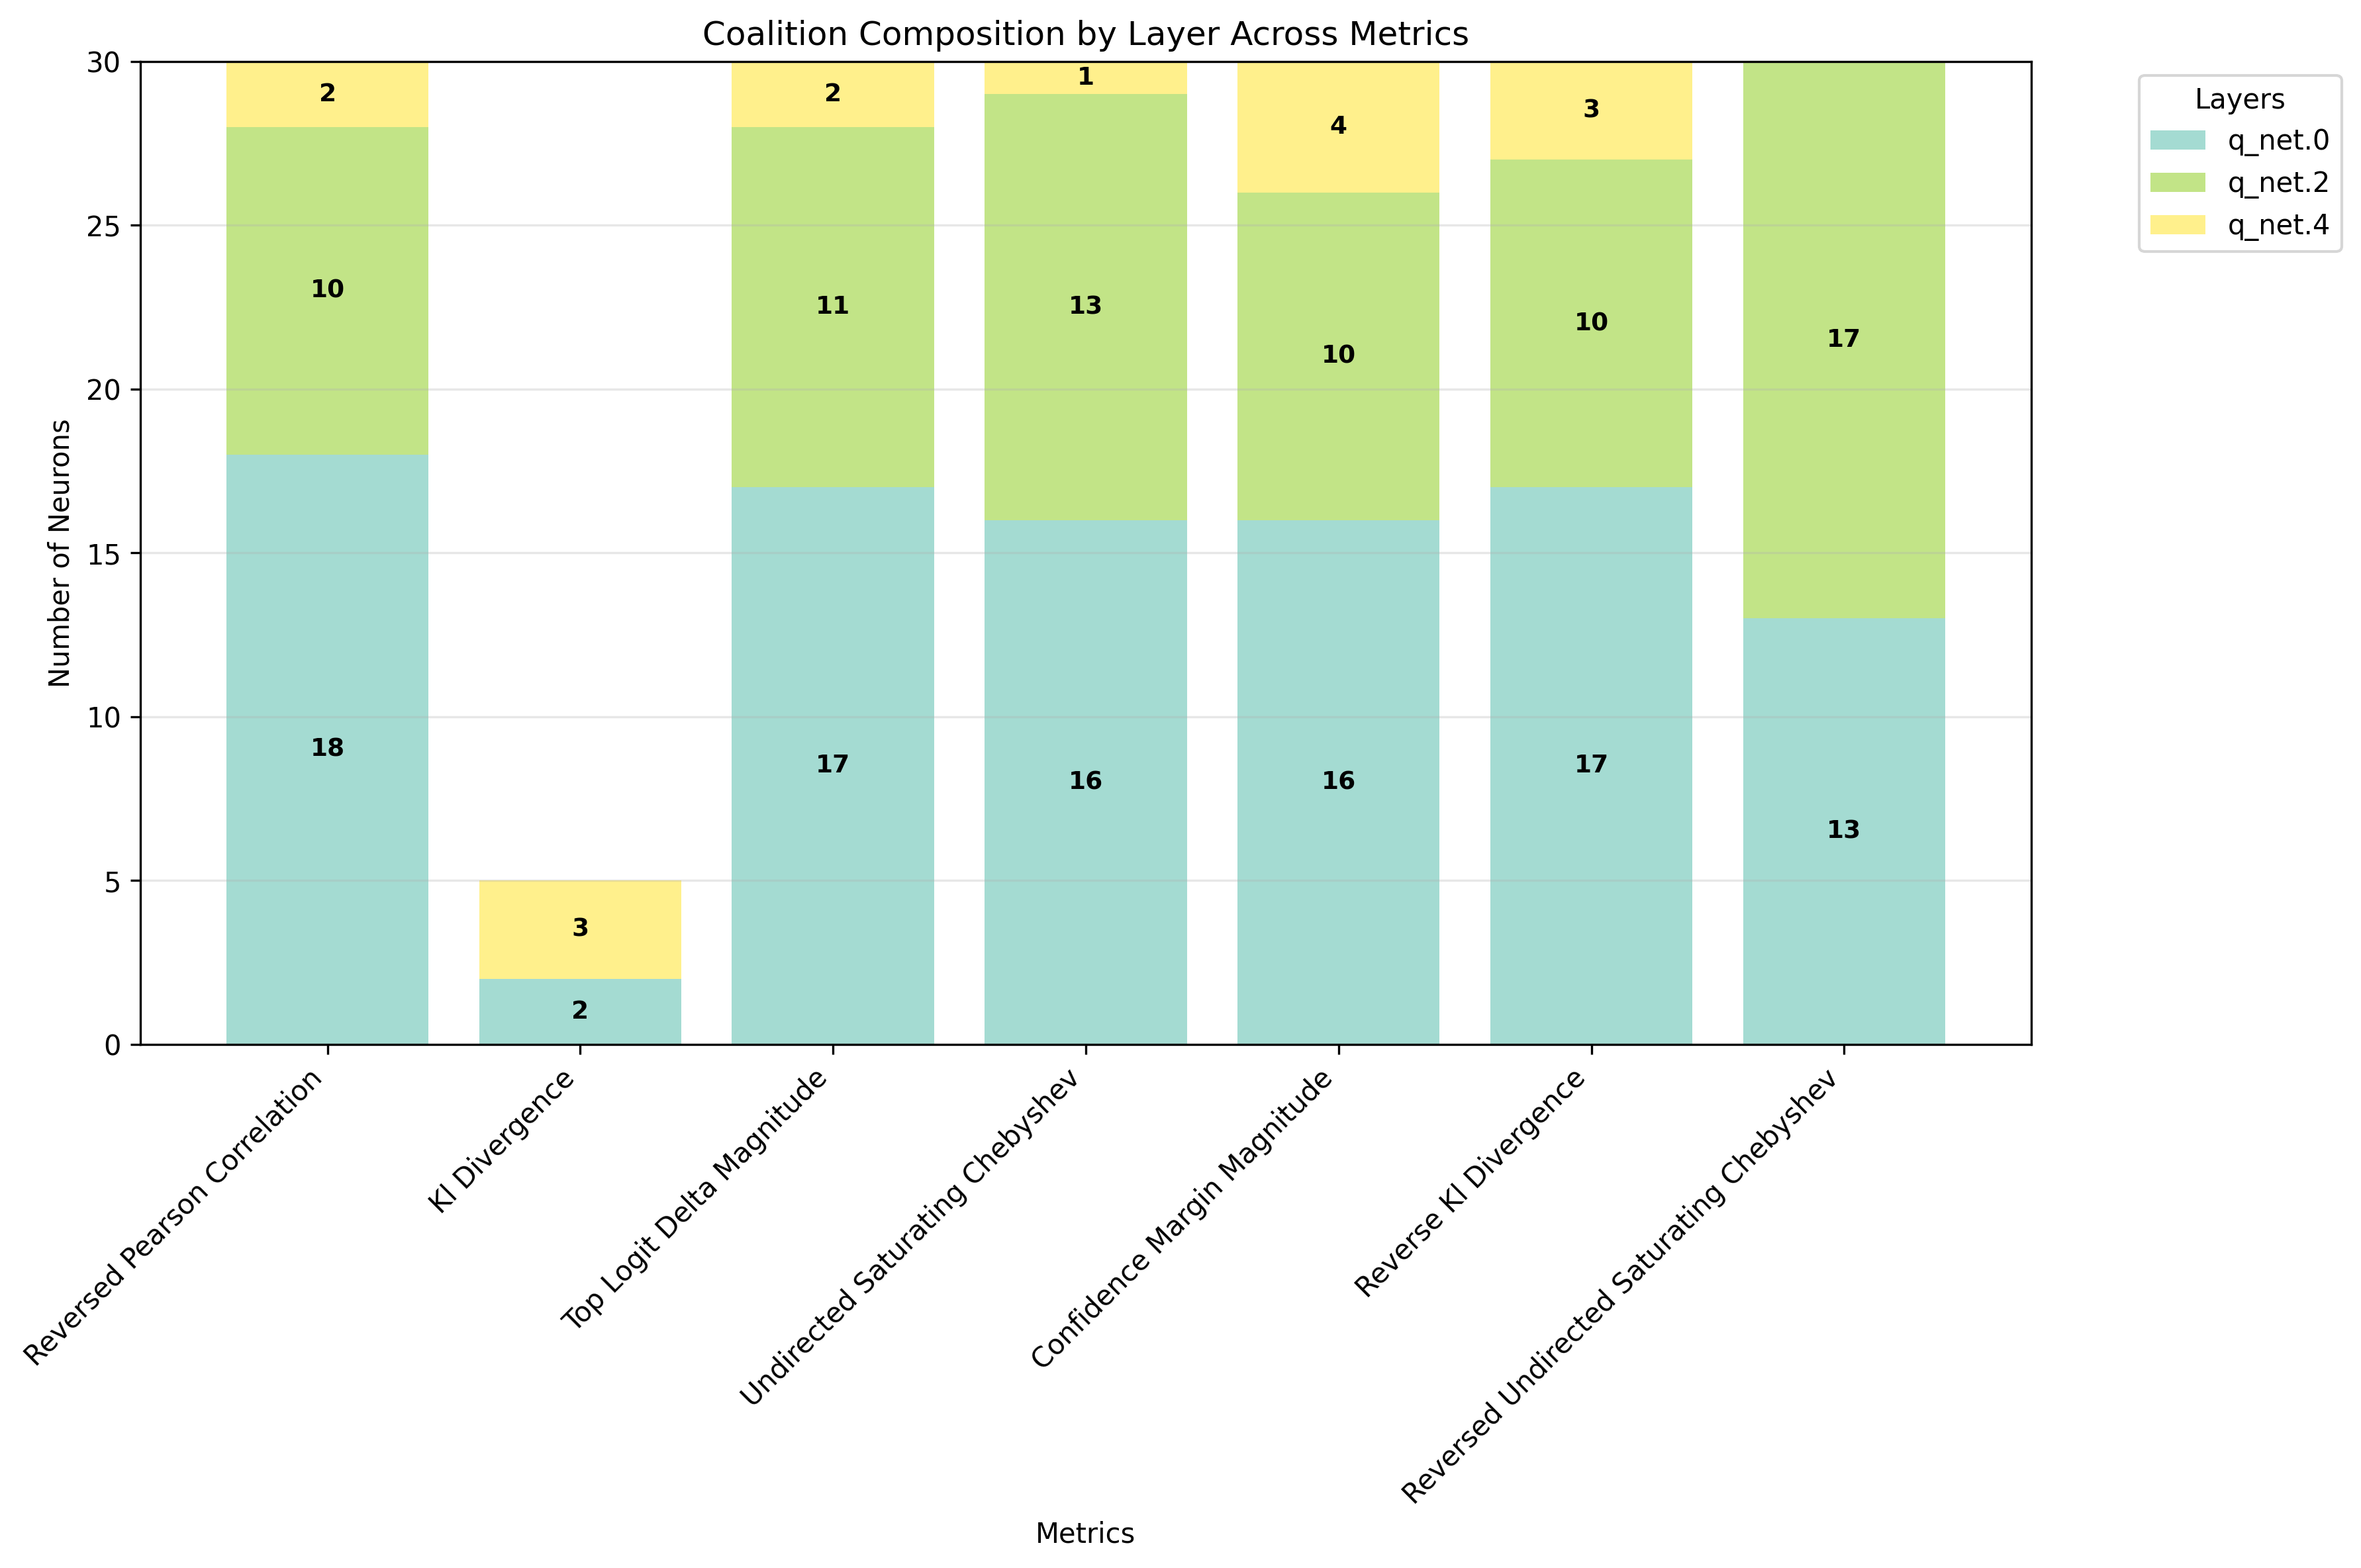 Coalition Composition by Layer Across Metrics
Number of Neurons
30
25
20
15
10
5
0
2
10
18
3
2
2
11
17
1
13
16
4
10
16
3
10
17
17
13
Layers
q_net.0
q_net.2
q_net.4
Reversed Pearson Correlation
Kl Divergence
Top Logit Delta Magnitude
Undirected Saturating Chebyshev
Confidence Margin Magnitude
Reverse Kl Divergence
Reversed Undirected Saturating Chebyshev
Metrics